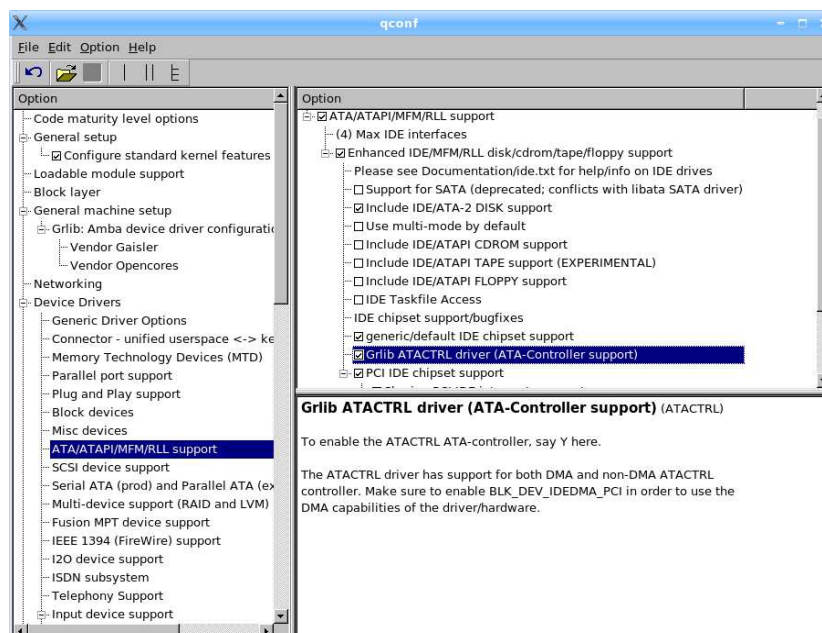 qconf
File Edit Option Help
Option
Code maturity level options
General setup
Configure standard kernel features
Loadable module support
Block layer
General machine setup
Grlib: Amba device driver configuratio
Vendor Gaisler
Vendor Opencores
Networking
Device Drivers
Generic Driver Options
Connector - unified userspace <-> ke
Memory Technology Devices (MTD)
Parallel port support
Plug and Play support
Block devices
Misc devices
ATA/ATAPI/MFM/RLL support
SCSI device support
Serial ATA (prod) and Parallel ATA (ex
Multi-device support (RAID and LVM)
Fusion MPT device support
IEEE 1394 (FireWire) support
I2O device support
ISDN subsystem
Telephony Support
Input device support
Option
ATA/ATAPI/MFM/RLL support
(4) Max IDE interfaces
Enhanced IDE/MFM/RLL disk/cdrom/tape/floppy support
Please see Documentation/ide.txt for help/info on IDE drives
Support for SATA (deprecated; conflicts with libata SATA driver)
Include IDE/ATA-2 DISK support
Use multi-mode by default
Include IDE/ATAPI CDROM support
Include IDE/ATAPI TAPE support (EXPERIMENTAL)
Include IDE/ATAPI FLOPPY support
IDE Taskfile Access
IDE chipset support/bugfixes
generic/default IDE chipset support
Grlib ATACTRL driver (ATA-Controller support)
PCI IDE chipset support
Grlib ATACTRL driver (ATA-Controller support) (ATACTRL)
To enable the ATACTRL ATA-controller, say Y here.
The ATACTRL driver has support for both DMA and non-DMA ATACTRL
controller. Make sure to enable BLK_DEV_IDEDMA_PCI in order to use the
DMA capabilities of the driver/hardware.